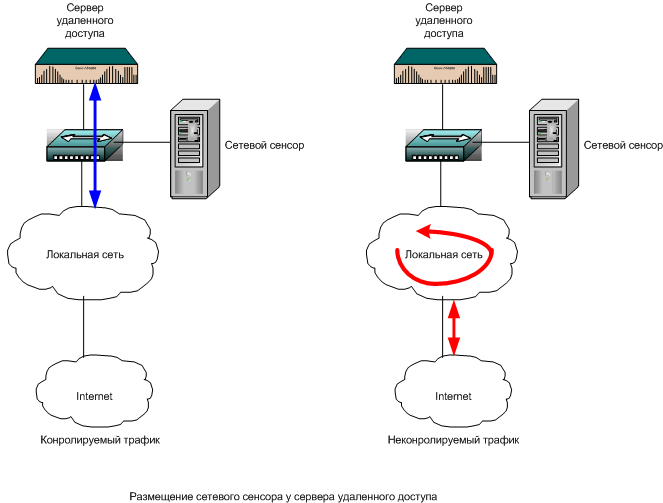 Сервер
удаленного
доступа
Сетевой сенсор
Локальная сеть
Internet
Конролируемый трафик
Сервер
удаленного
доступа
Сетевой сенсор
Локальная сеть
Internet
Неконролируемый трафик
Размещение сетевого сенсора у сервера удаленного доступа